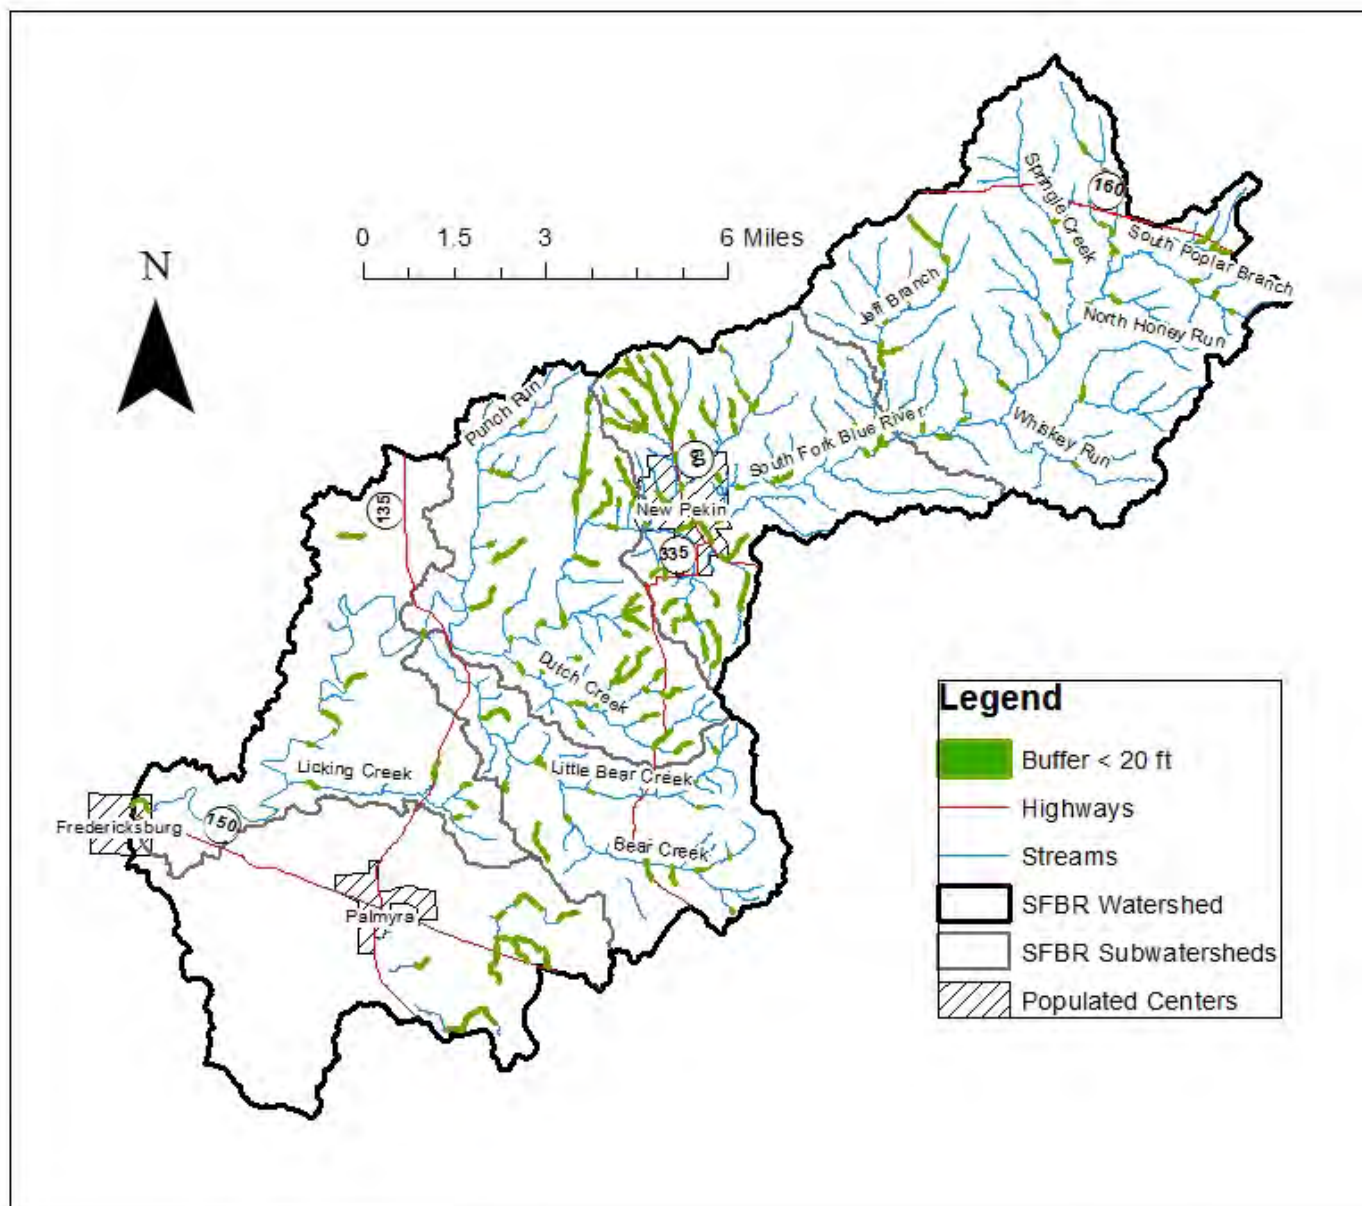 160
Springle Creek
South Poplar Branch
0 1.5 3 6 Miles
N
Jeff Branch
North Honey Run
Punch Run
South Fork Blue River
Whiskey Run
60
135
New Pekin
335
Dutch Creek
Legend
Buffer < 20 ft
Licking Creek
Little Bear Creek
Highways
Fredericksburg
150
Bear Creek
Streams
SFBR Watershed
Palmyra
SFBR Subwatersheds
Populated Centers